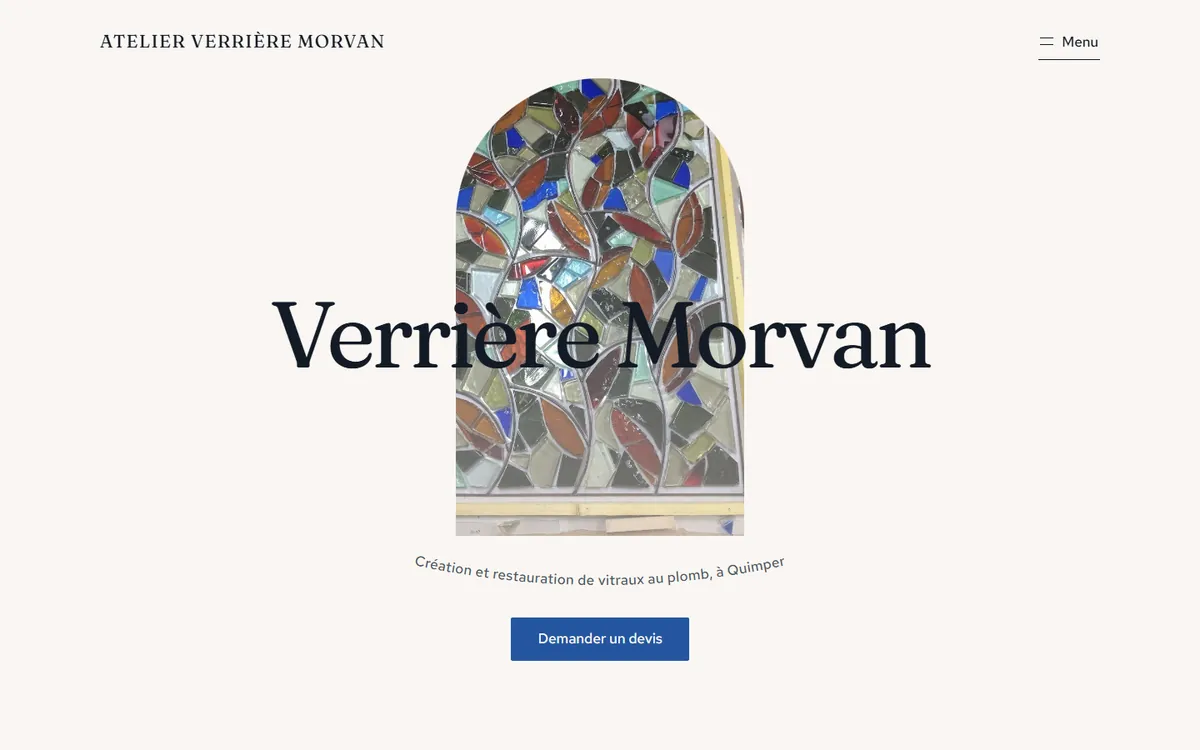 ATELIER VERRIÈRE MORVAN
Menu
Verrière Morvan
Création et restauration de vitraux au plomb, à Quimper
Demander un devis